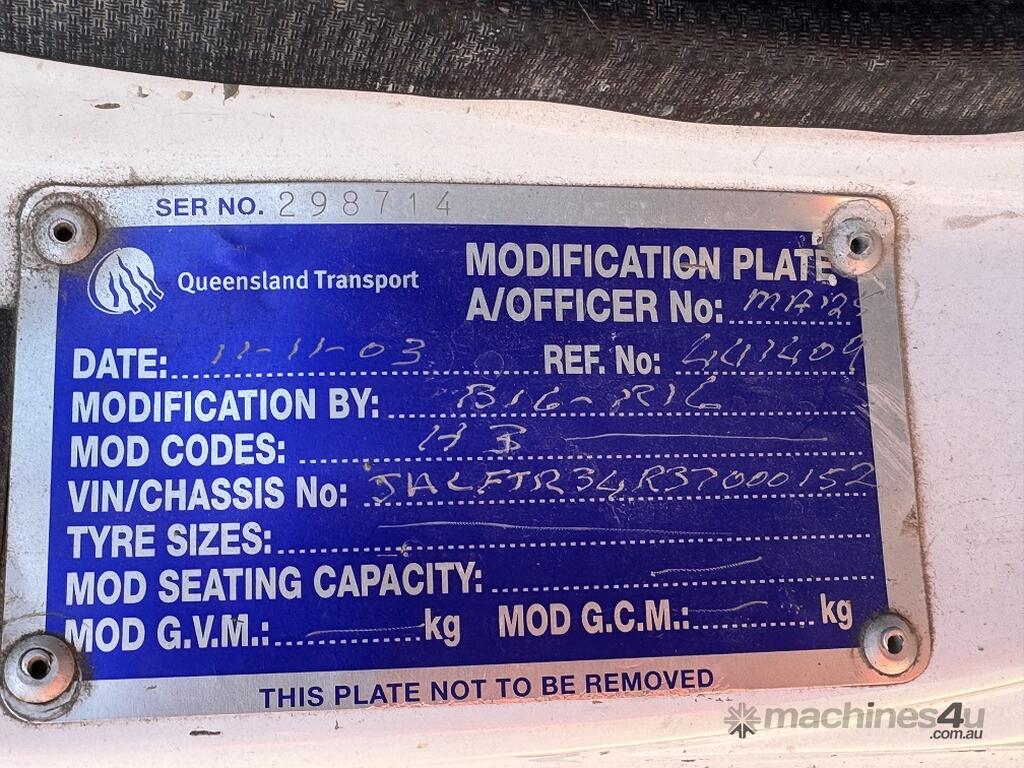 SER NO. 298714
Queensland Transport
MODIFICATION PLATE
A/OFFICER No:
DATE: 11-11-03 REF. No: 441409
MODIFICATION BY: B16-R16
MOD CODES: H3
VIN/CHASSIS No: JALFTR34R37000152
TYRE SIZES:
MOD SEATING CAPACITY:
MOD G.V.M.: kg MOD G.C.M.: kg
THIS PLATE NOT TO BE REMOVED
machines4u
.com.au